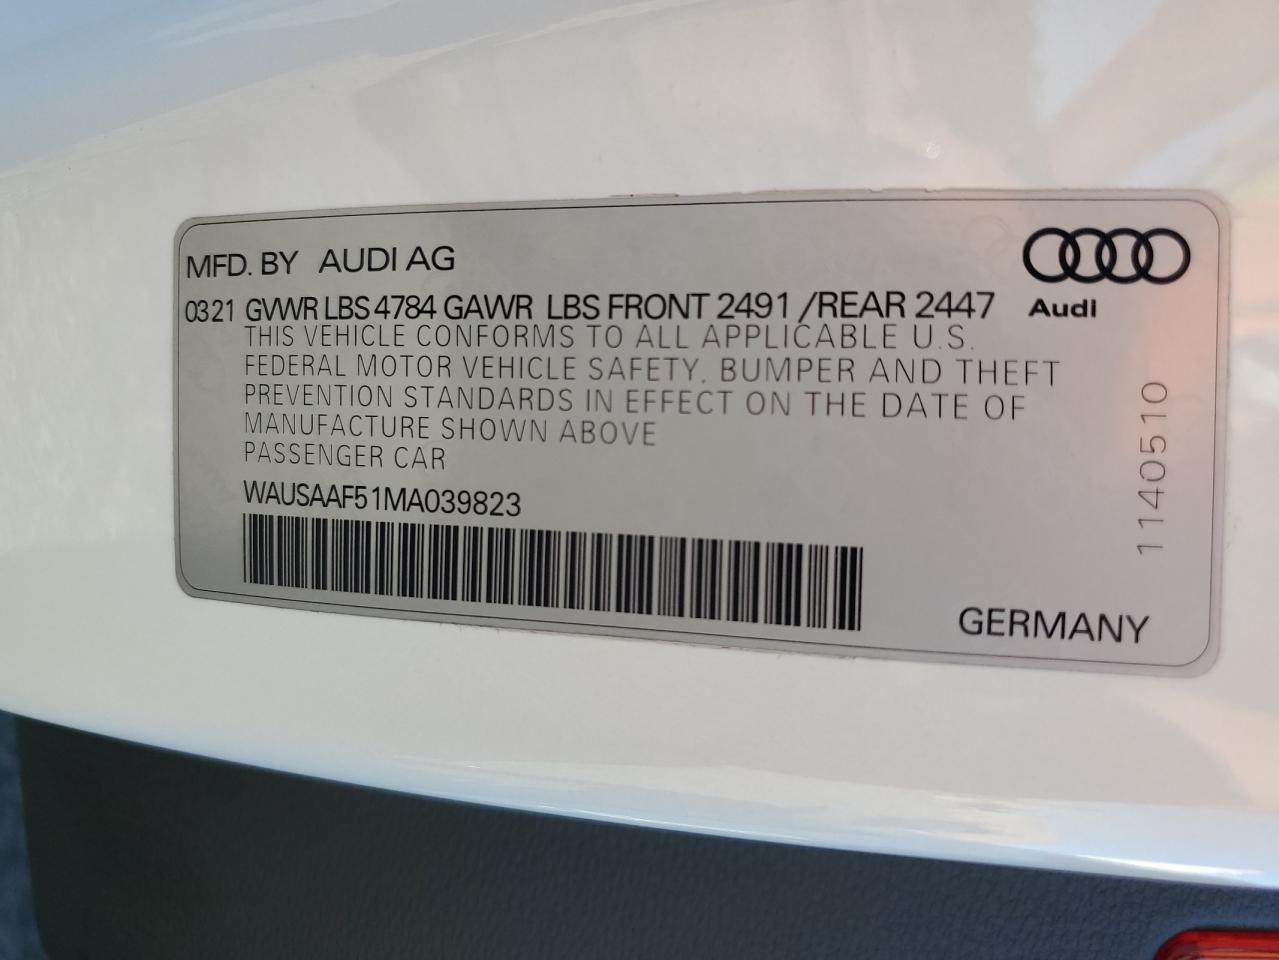 MFD. BY AUDI AG
0321 GVWR LBS 4784 GAWR LBS FRONT 2491 /REAR 2447
Audi
THIS VEHICLE CONFORMS TO ALL APPLICABLE U.S.
FEDERAL MOTOR VEHICLE SAFETY, BUMPER AND THEFT
PREVENTION STANDARDS IN EFFECT ON THE DATE OF
MANUFACTURE SHOWN ABOVE
PASSENGER CAR
WAUSAAF51MA039823
1140510
GERMANY